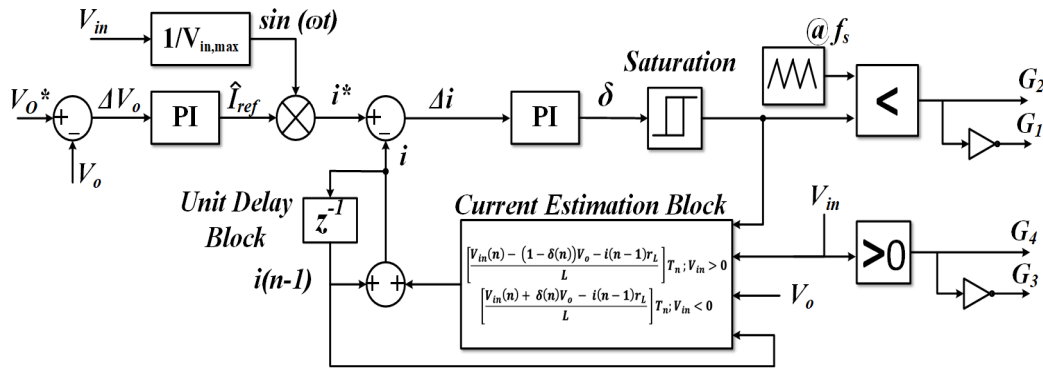 V_in
1/V_in,max
sin (ωt)
@f_s
Saturation
V_O*
+
−
ΔV_o
PI
Î_ref
i*
+
−
Δi
PI
δ
<
G_2
G_1
V_o
i
Unit Delay
Block
z^-1
Current Estimation Block
V_in
[V_in(n) − (1 − δ(n))V_o − i(n − 1)r_L / L] T_n ; V_in > 0
[V_in(n) + δ(n)V_o − i(n − 1)r_L / L] T_n ; V_in < 0
>0
G_4
G_3
i(n-1)
+
+
V_o